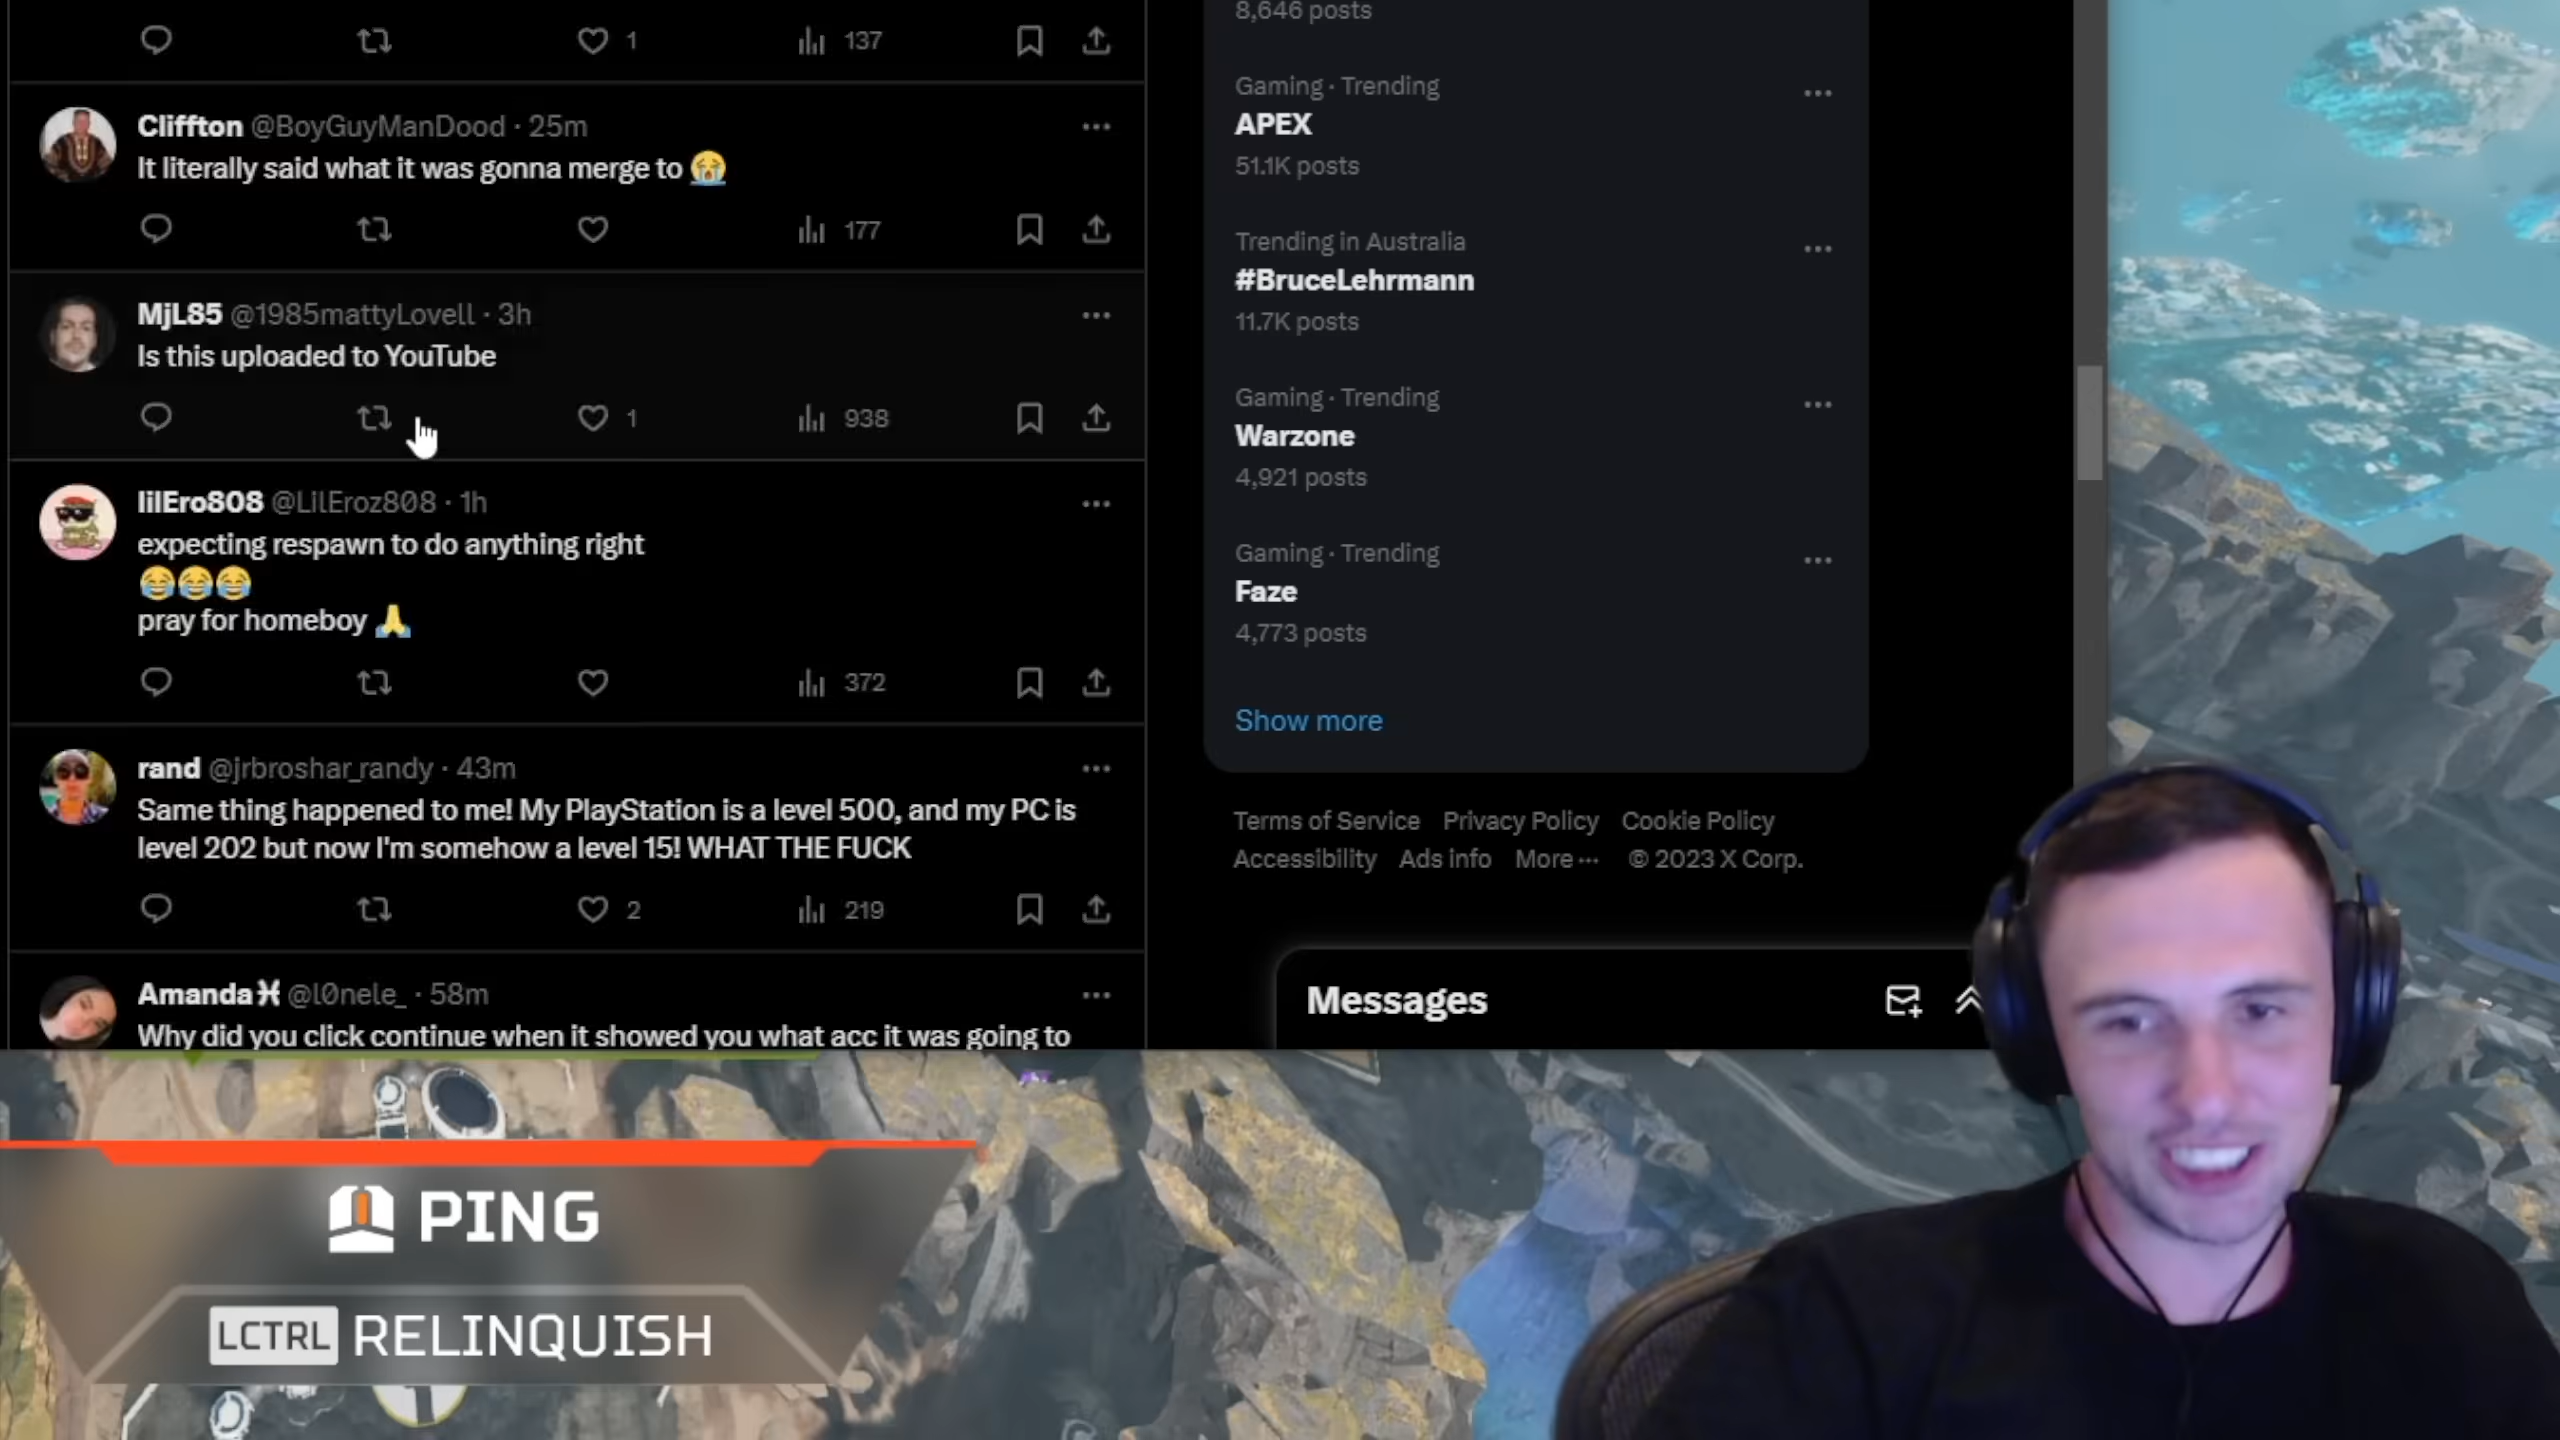 1 137
Cliffton @BoyGuyManDood · 25m
It literally said what it was gonna merge to 😭
177
MjL85 @1985mattyLovell · 3h
Is this uploaded to YouTube
1 938
lilEro808 @LilEroz808 · 1h
expecting respawn to do anything right
😂😂😂
pray for homeboy 🙏
372
rand @jrbroshar_randy · 43m
Same thing happened to me! My PlayStation is a level 500, and my PC is
level 202 but now I'm somehow a level 15! WHAT THE FUCK
2 219
Amanda♓ @l0nele_ · 58m
Why did you click continue when it showed you what acc it was going to
8,646 posts
Gaming · Trending
APEX
51.1K posts
Trending in Australia
#BruceLehrmann
11.7K posts
Gaming · Trending
Warzone
4,921 posts
Gaming · Trending
Faze
4,773 posts
Show more
Terms of Service Privacy Policy Cookie Policy
Accessibility Ads info More ··· © 2023 X Corp.
Messages
PING
LCTRL RELINQUISH